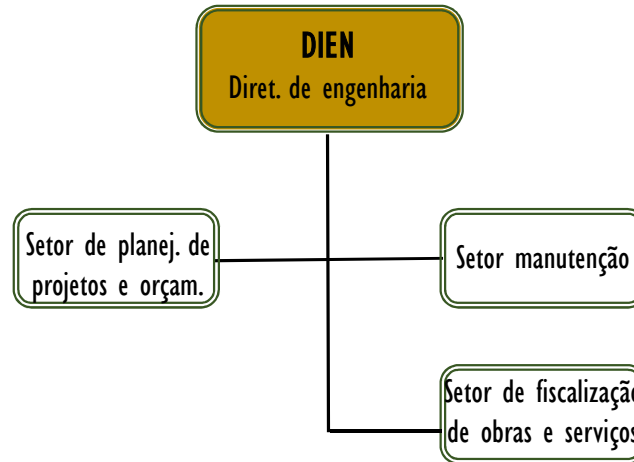 DIEN
Diret. de engenharia
Setor de planej. de
projetos e orçam.
Setor manutenção
Setor de fiscalização
de obras e serviços